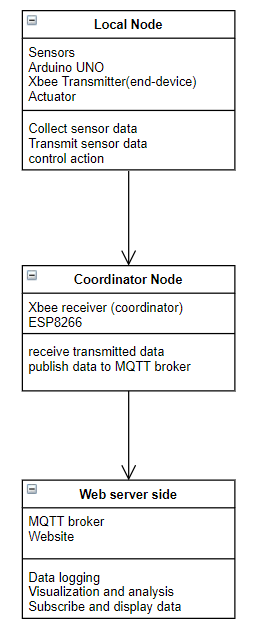 Local Node
Sensors
Arduino UNO
Xbee Transmitter(end-device)
Actuator
Collect sensor data
Transmit sensor data
control action
Coordinator Node
Xbee receiver (coordinator)
ESP8266
receive transmitted data
publish data to MQTT broker
Web server side
MQTT broker
Website
Data logging
Visualization and analysis
Subscribe and display data